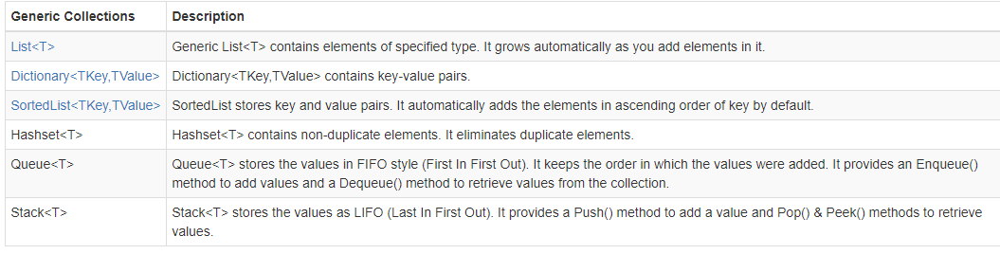 Generic Collections Description
List<T> Generic List<T> contains elements of specified type. It grows automatically as you add elements in it.
Dictionary<TKey,TValue> Dictionary<TKey,TValue> contains key-value pairs.
SortedList<TKey,TValue> SortedList stores key and value pairs. It automatically adds the elements in ascending order of key by default.
Hashset<T> Hashset<T> contains non-duplicate elements. It eliminates duplicate elements.
Queue<T> Queue<T> stores the values in FIFO style (First In First Out). It keeps the order in which the values were added. It provides an Enqueue()
method to add values and a Dequeue() method to retrieve values from the collection.
Stack<T> Stack<T> stores the values as LIFO (Last In First Out). It provides a Push() method to add a value and Pop() & Peek() methods to retrieve
values.